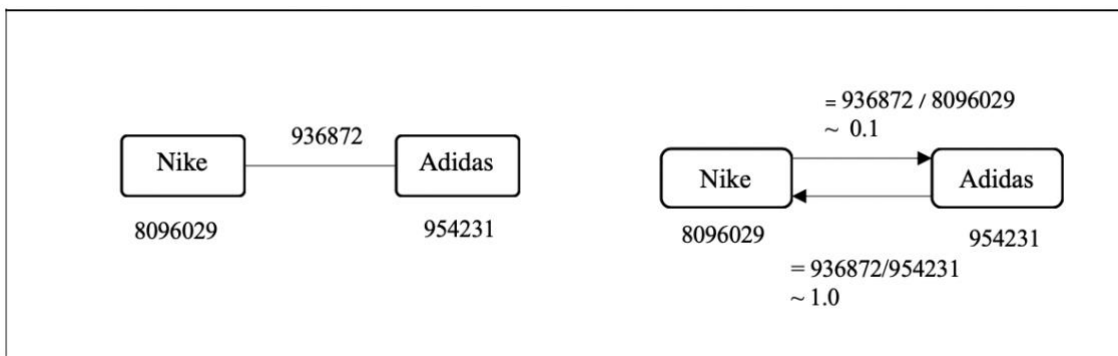 936872
Nike
Adidas
8096029
954231
= 936872 / 8096029
~ 0.1
Nike
Adidas
8096029
954231
= 936872/954231
~ 1.0